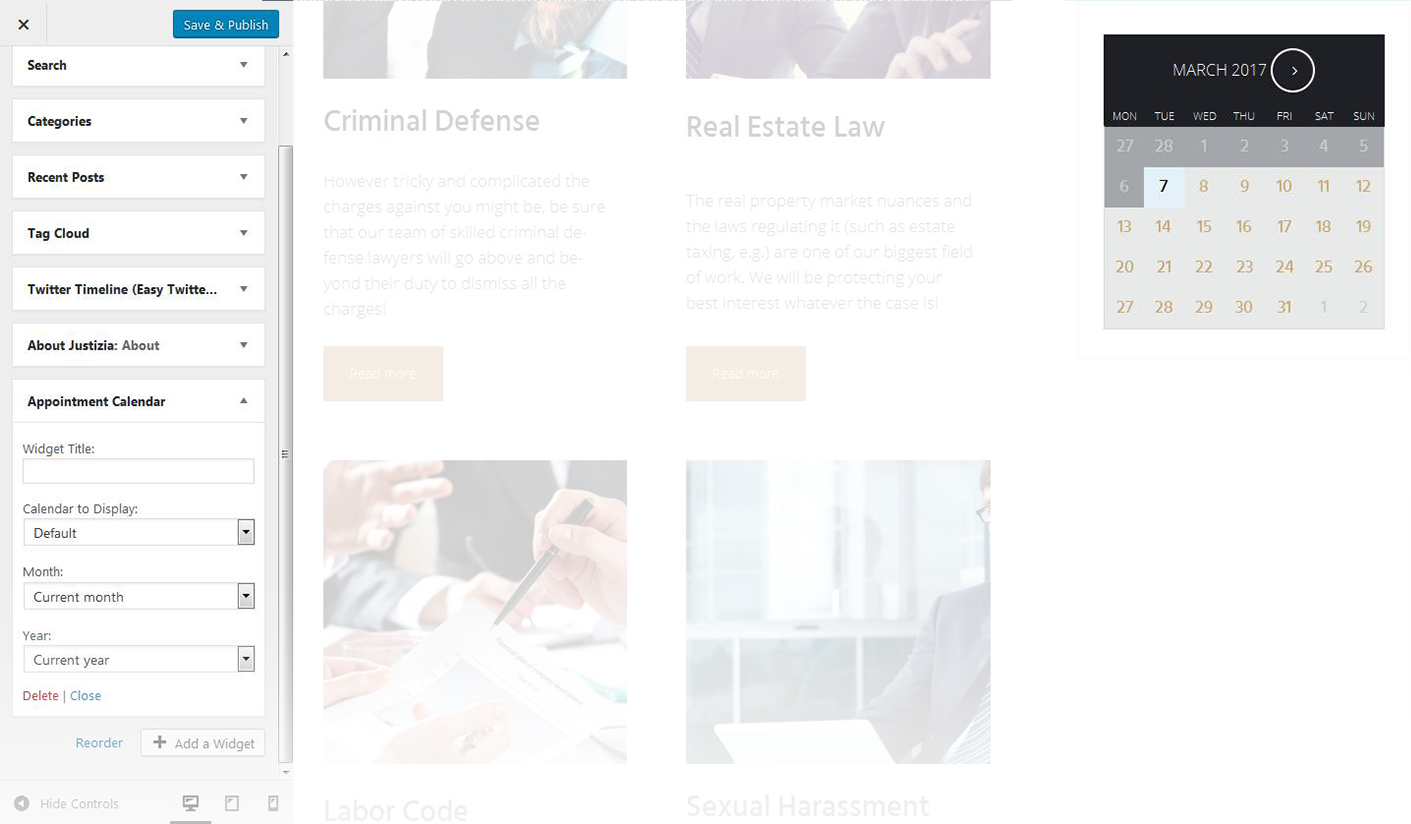 Save & Publish
Search
Categories
Recent Posts
Tag Cloud
Twitter Timeline (Easy Twitte...
About Justizia: About
Appointment Calendar
Widget Title:
Calendar to Display:
Default
Month:
Current month
Year:
Current year
Delete | Close
Reorder
Add a Widget
Hide Controls
Criminal Defense
However tricky and complicated the
charges against you might be, be sure
that our team of skilled criminal de-
fense lawyers will go above and be-
yond their duty to dismiss all the
charges!
Read more
Real Estate Law
The real property market nuances and
the laws regulating it (such as estate
taxing, e.g.) are one of our biggest field
of work. We will be protecting your
best interest whatever the case is!
Read more
Labor Code
Sexual Harassment
MARCH 2017
MON TUE WED THU FRI SAT SUN
27 28 1 2 3 4 5
6 7 8 9 10 11 12
13 14 15 16 17 18 19
20 21 22 23 24 25 26
27 28 29 30 31 1 2